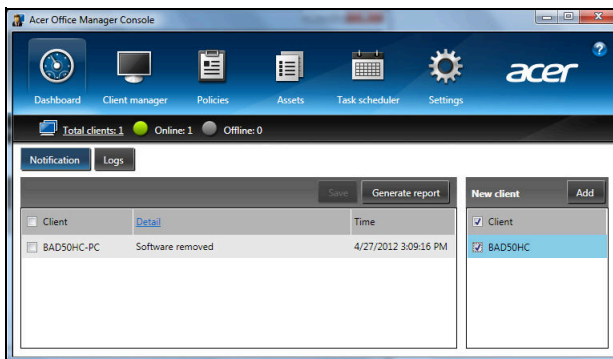 Acer Office Manager Console
acer
?
Dashboard Client manager Policies Assets Task scheduler Settings
Total clients: 1 Online: 1 Offline: 0
Notification Logs
Save Generate report New client Add
Client Detail Time Client
BAD50HC-PC Software removed 4/27/2012 3:09:16 PM BAD50HC